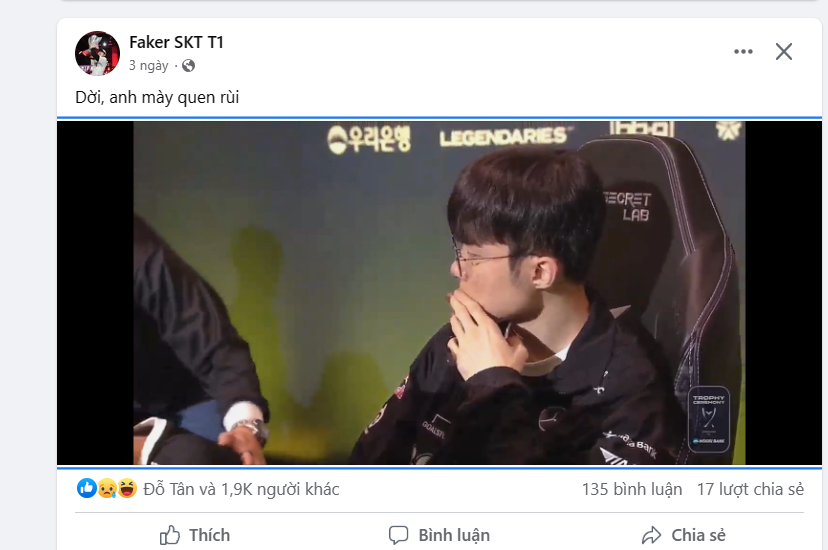 Faker SKT T1
3 ngày
Dời, anh mày quen rùi
우리은행 LEGENDARIES
SECRET
LAB
TROPHY
CEREMONY
WOORI BANK
Đỗ Tân và 1,9K người khác
135 bình luận 17 lượt chia sẻ
Thích Bình luận Chia sẻ